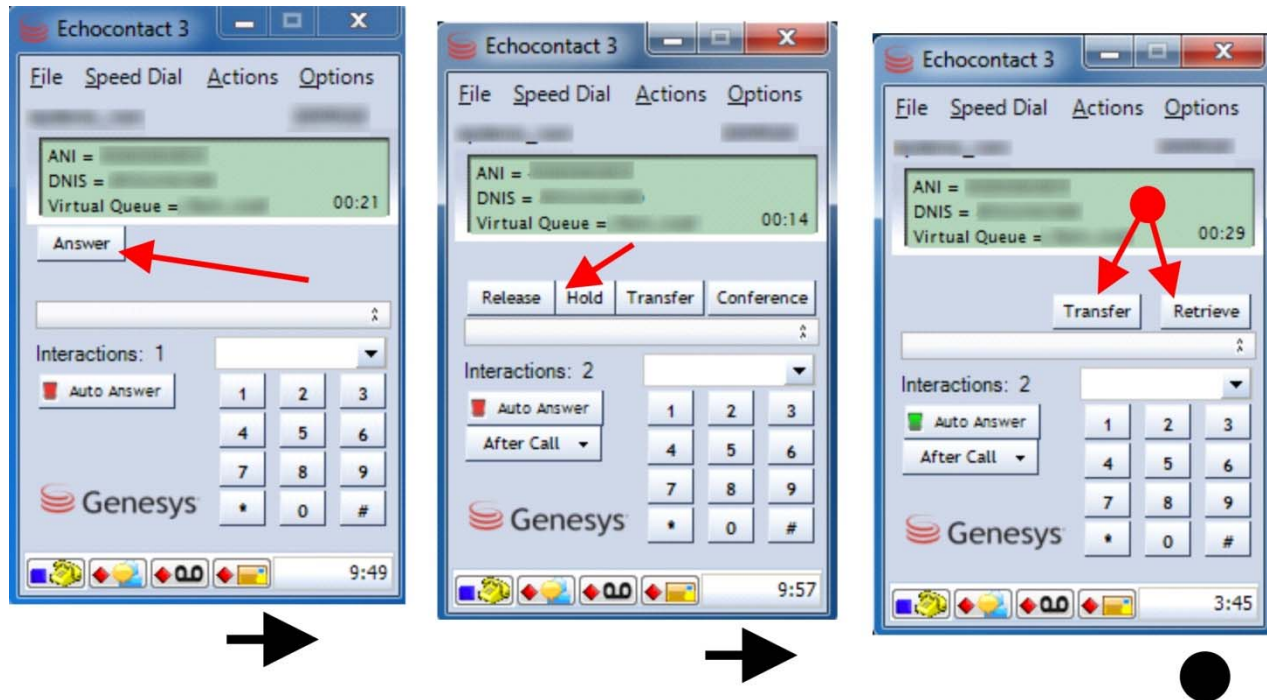 Echocontact 3
File Speed Dial Actions Options
ANI =
DNIS =
Virtual Queue = 00:21
Answer
Interactions: 1
Auto Answer
1 2 3
4 5 6
7 8 9
* 0 #
Genesys
9:49
Echocontact 3
File Speed Dial Actions Options
ANI =
DNIS =
Virtual Queue = 00:14
Release Hold Transfer Conference
Interactions: 2
Auto Answer
After Call
1 2 3
4 5 6
7 8 9
* 0 #
Genesys
9:57
Echocontact 3
File Speed Dial Actions Options
ANI =
DNIS =
Virtual Queue = 00:29
Transfer Retrieve
Interactions: 2
Auto Answer
After Call
1 2 3
4 5 6
7 8 9
* 0 #
Genesys
3:45